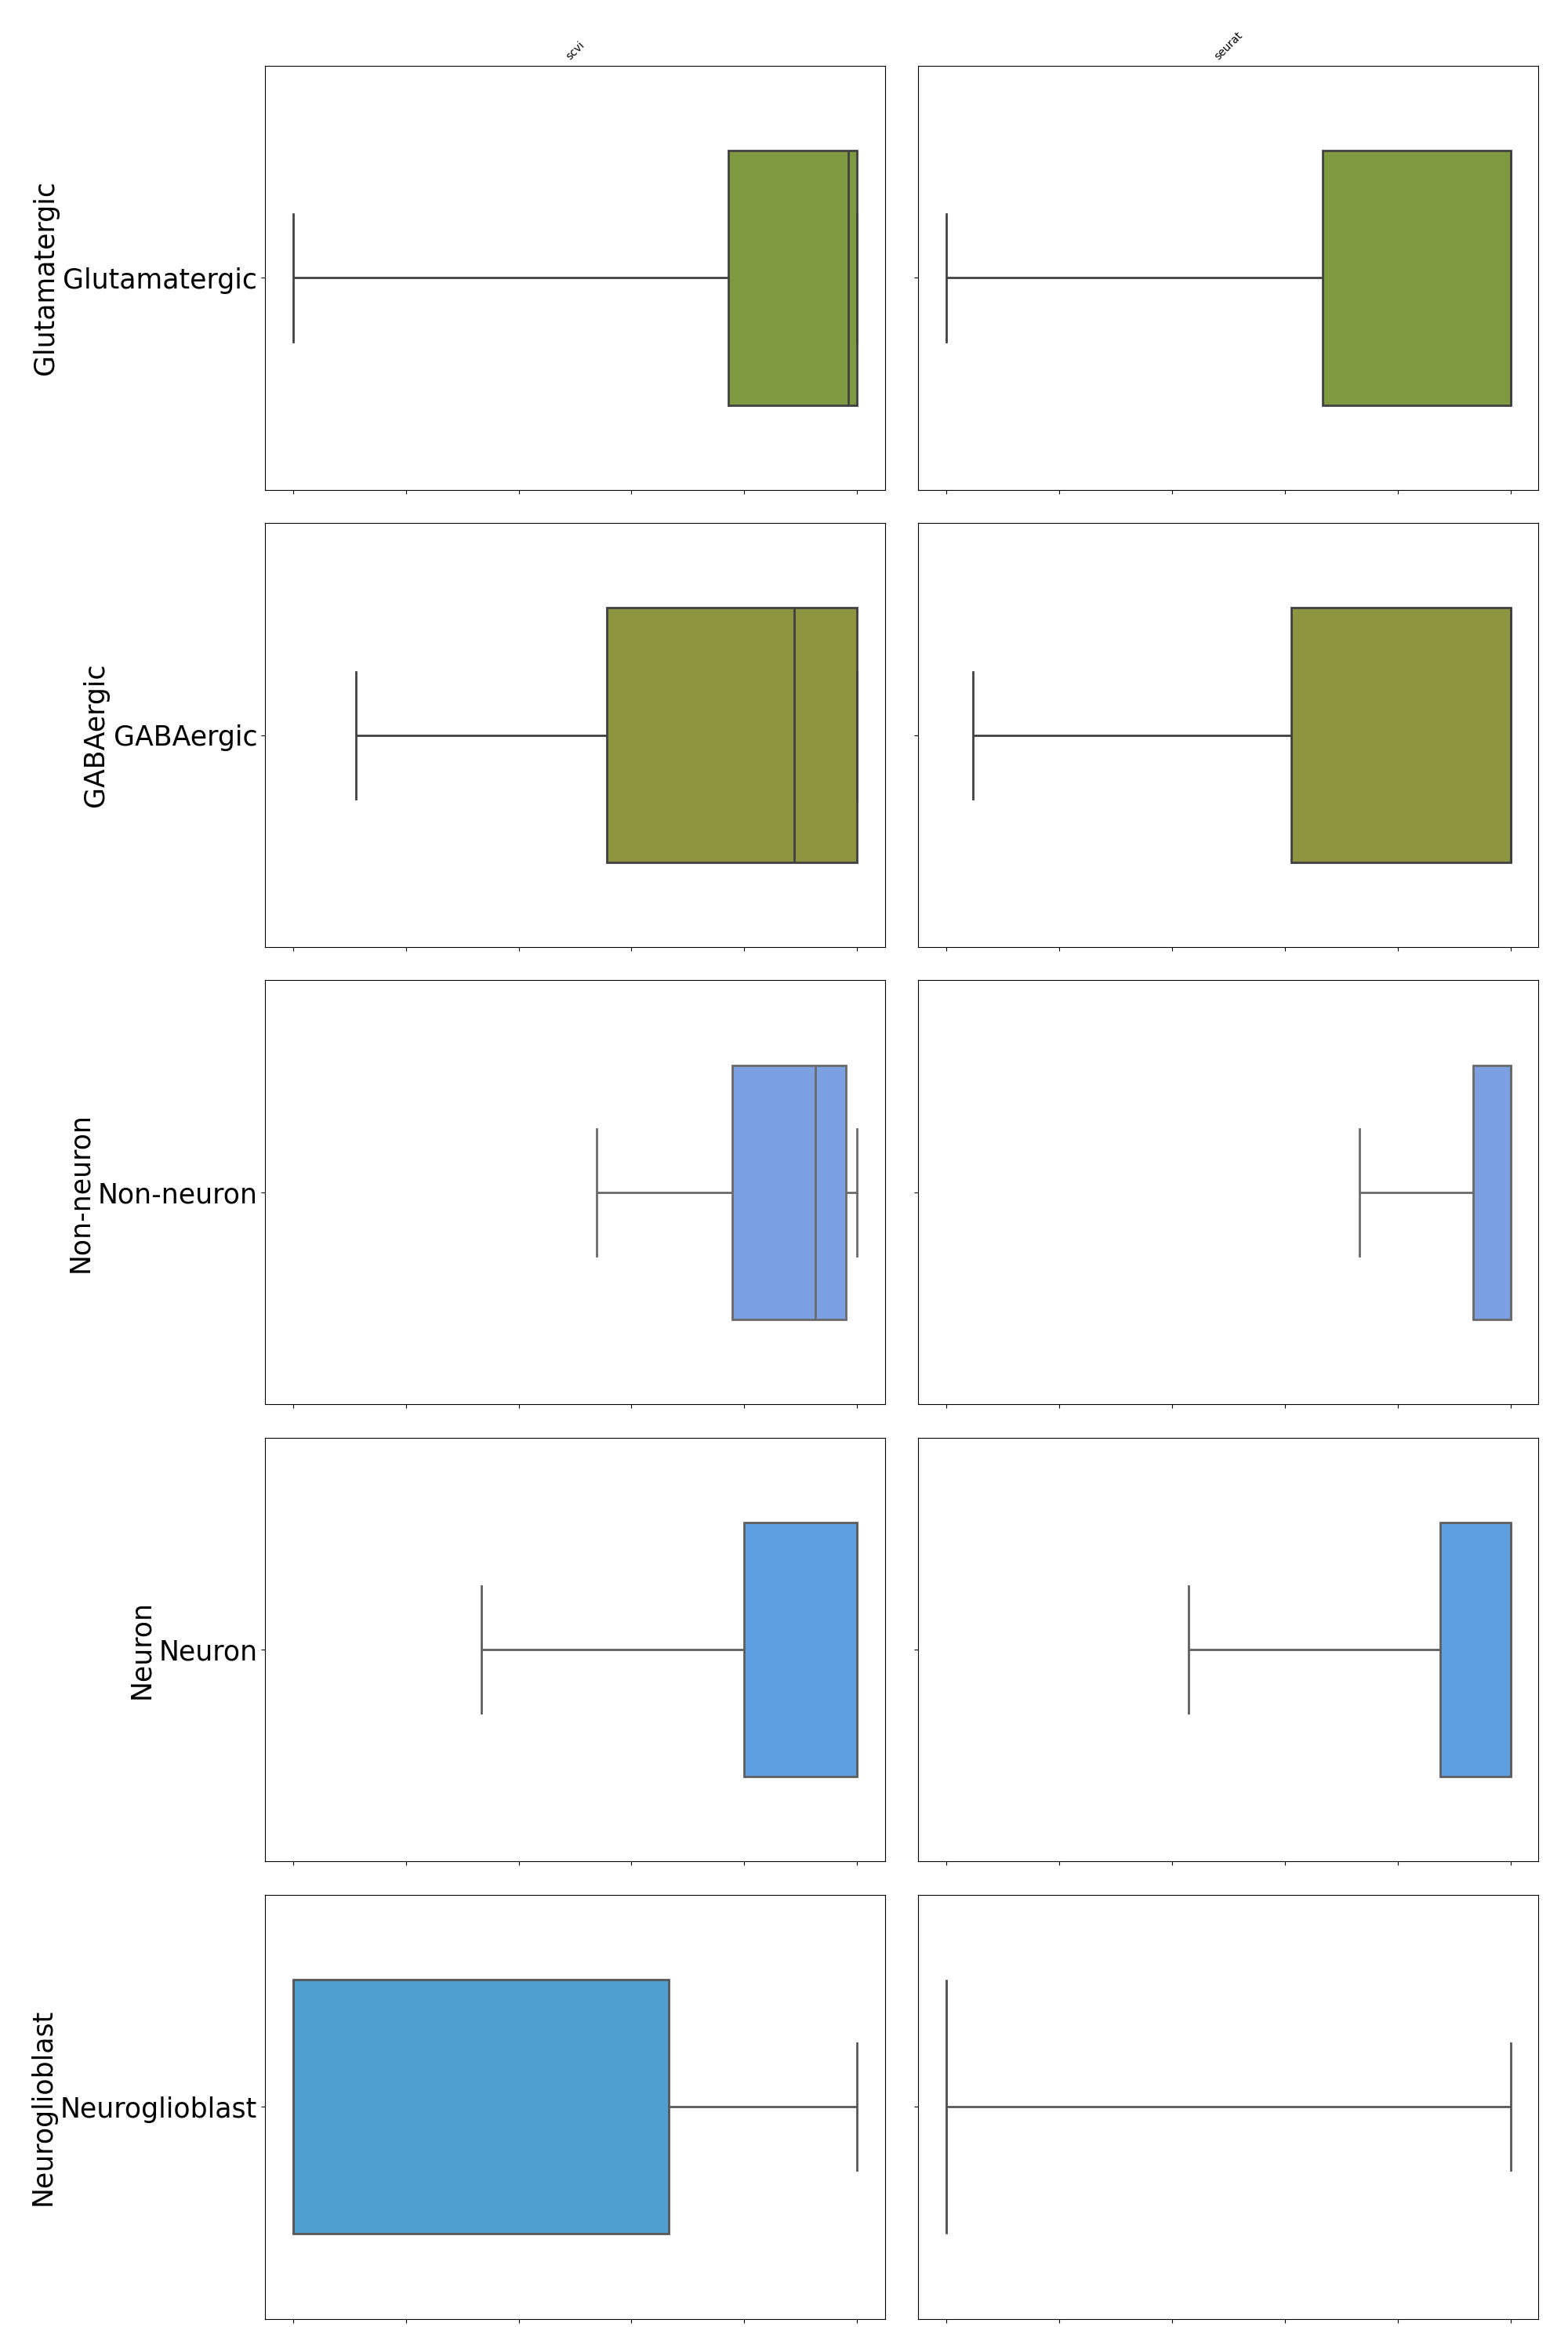 scvi
seurat
Glutamatergic
Glutamatergic
GABAergic
GABAergic
Non-neuron
Non-neuron
Neuron
Neuron
Neuroglioblast
Neuroglioblast